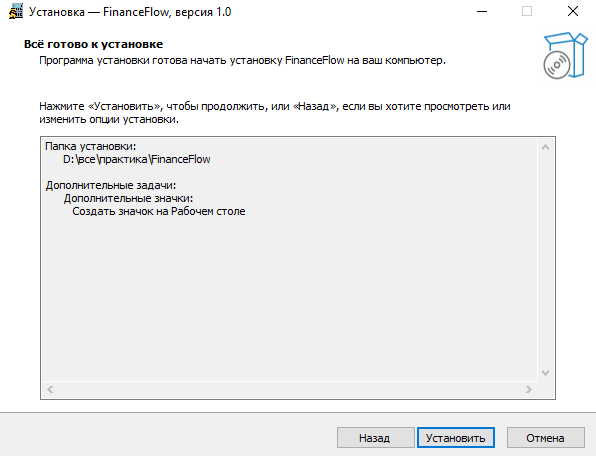 Установка — FinanceFlow, версия 1.0
Всё готово к установке
Программа установки готова начать установку FinanceFlow на ваш компьютер.
Нажмите «Установить», чтобы продолжить, или «Назад», если вы хотите просмотреть или
изменить опции установки.
Папка установки:
D:\все\практика\FinanceFlow
Дополнительные задачи:
Дополнительные значки:
Создать значок на Рабочем столе
Назад
Установить
Отмена